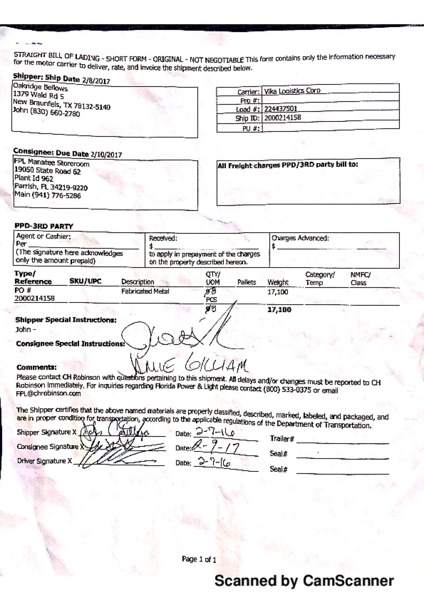 STRAIGHT BILL OF LADING - SHORT FORM - ORIGINAL - NOT NEGOTIABLE This form contains only the information necessary
for the motor carrier to deliver, rate, and invoice the shipment described below.
Shipper: Ship Date 2/8/2017
Oakridge Bellows
1379 Wald Rd 5
New Braunfels, TX 78132-5140
John (830) 660-2780
Carrier: Vika Logistics Corp
Pro #:
Load #: 224437501
Ship ID: 2000214158
PU #:
Consignee: Due Date 2/10/2017
FPL Manatee Storeroom
19050 State Road 62
Plant Id 962
Parrish, FL 34219-9220
Main (941) 776-5286
All Freight charges PPD/3RD party bill to:
PPD-3RD PARTY
Agent or Cashier:
Per
(The signature here acknowledges
only the amount prepaid)
Received:
$
to apply in prepayment of the charges
on the property described hereon.
Charges Advanced:
$
Type/ Reference SKU/UPC Description QTY/ UOM Pallets Weight Category/ Temp NMFC/ Class
PO # Fabricated Metal 17,100
2000214158 PCS
17,100
Shipper Special Instructions:
John -
Consignee Special Instructions:
WILLIE GILLIAM
Comments:
Please contact CH Robinson with questions pertaining to this shipment. All delays and/or changes must be reported to CH
Robinson immediately. For inquiries regarding Florida Power & Light please contact (800) 533-0375 or email
FPL@chrobinson.com
The Shipper certifies that the above named materials are properly classified, described, marked, labeled, and packaged, and
are in proper condition for transportation, according to the applicable regulations of the Department of Transportation.
Shipper Signature X Date: 2-7-16 Trailer#
Consignee Signature X Date: 2-9-17 Seal#
Driver Signature X Date: 2-7-16 Seal#
Page 1 of 1
Scanned by CamScanner